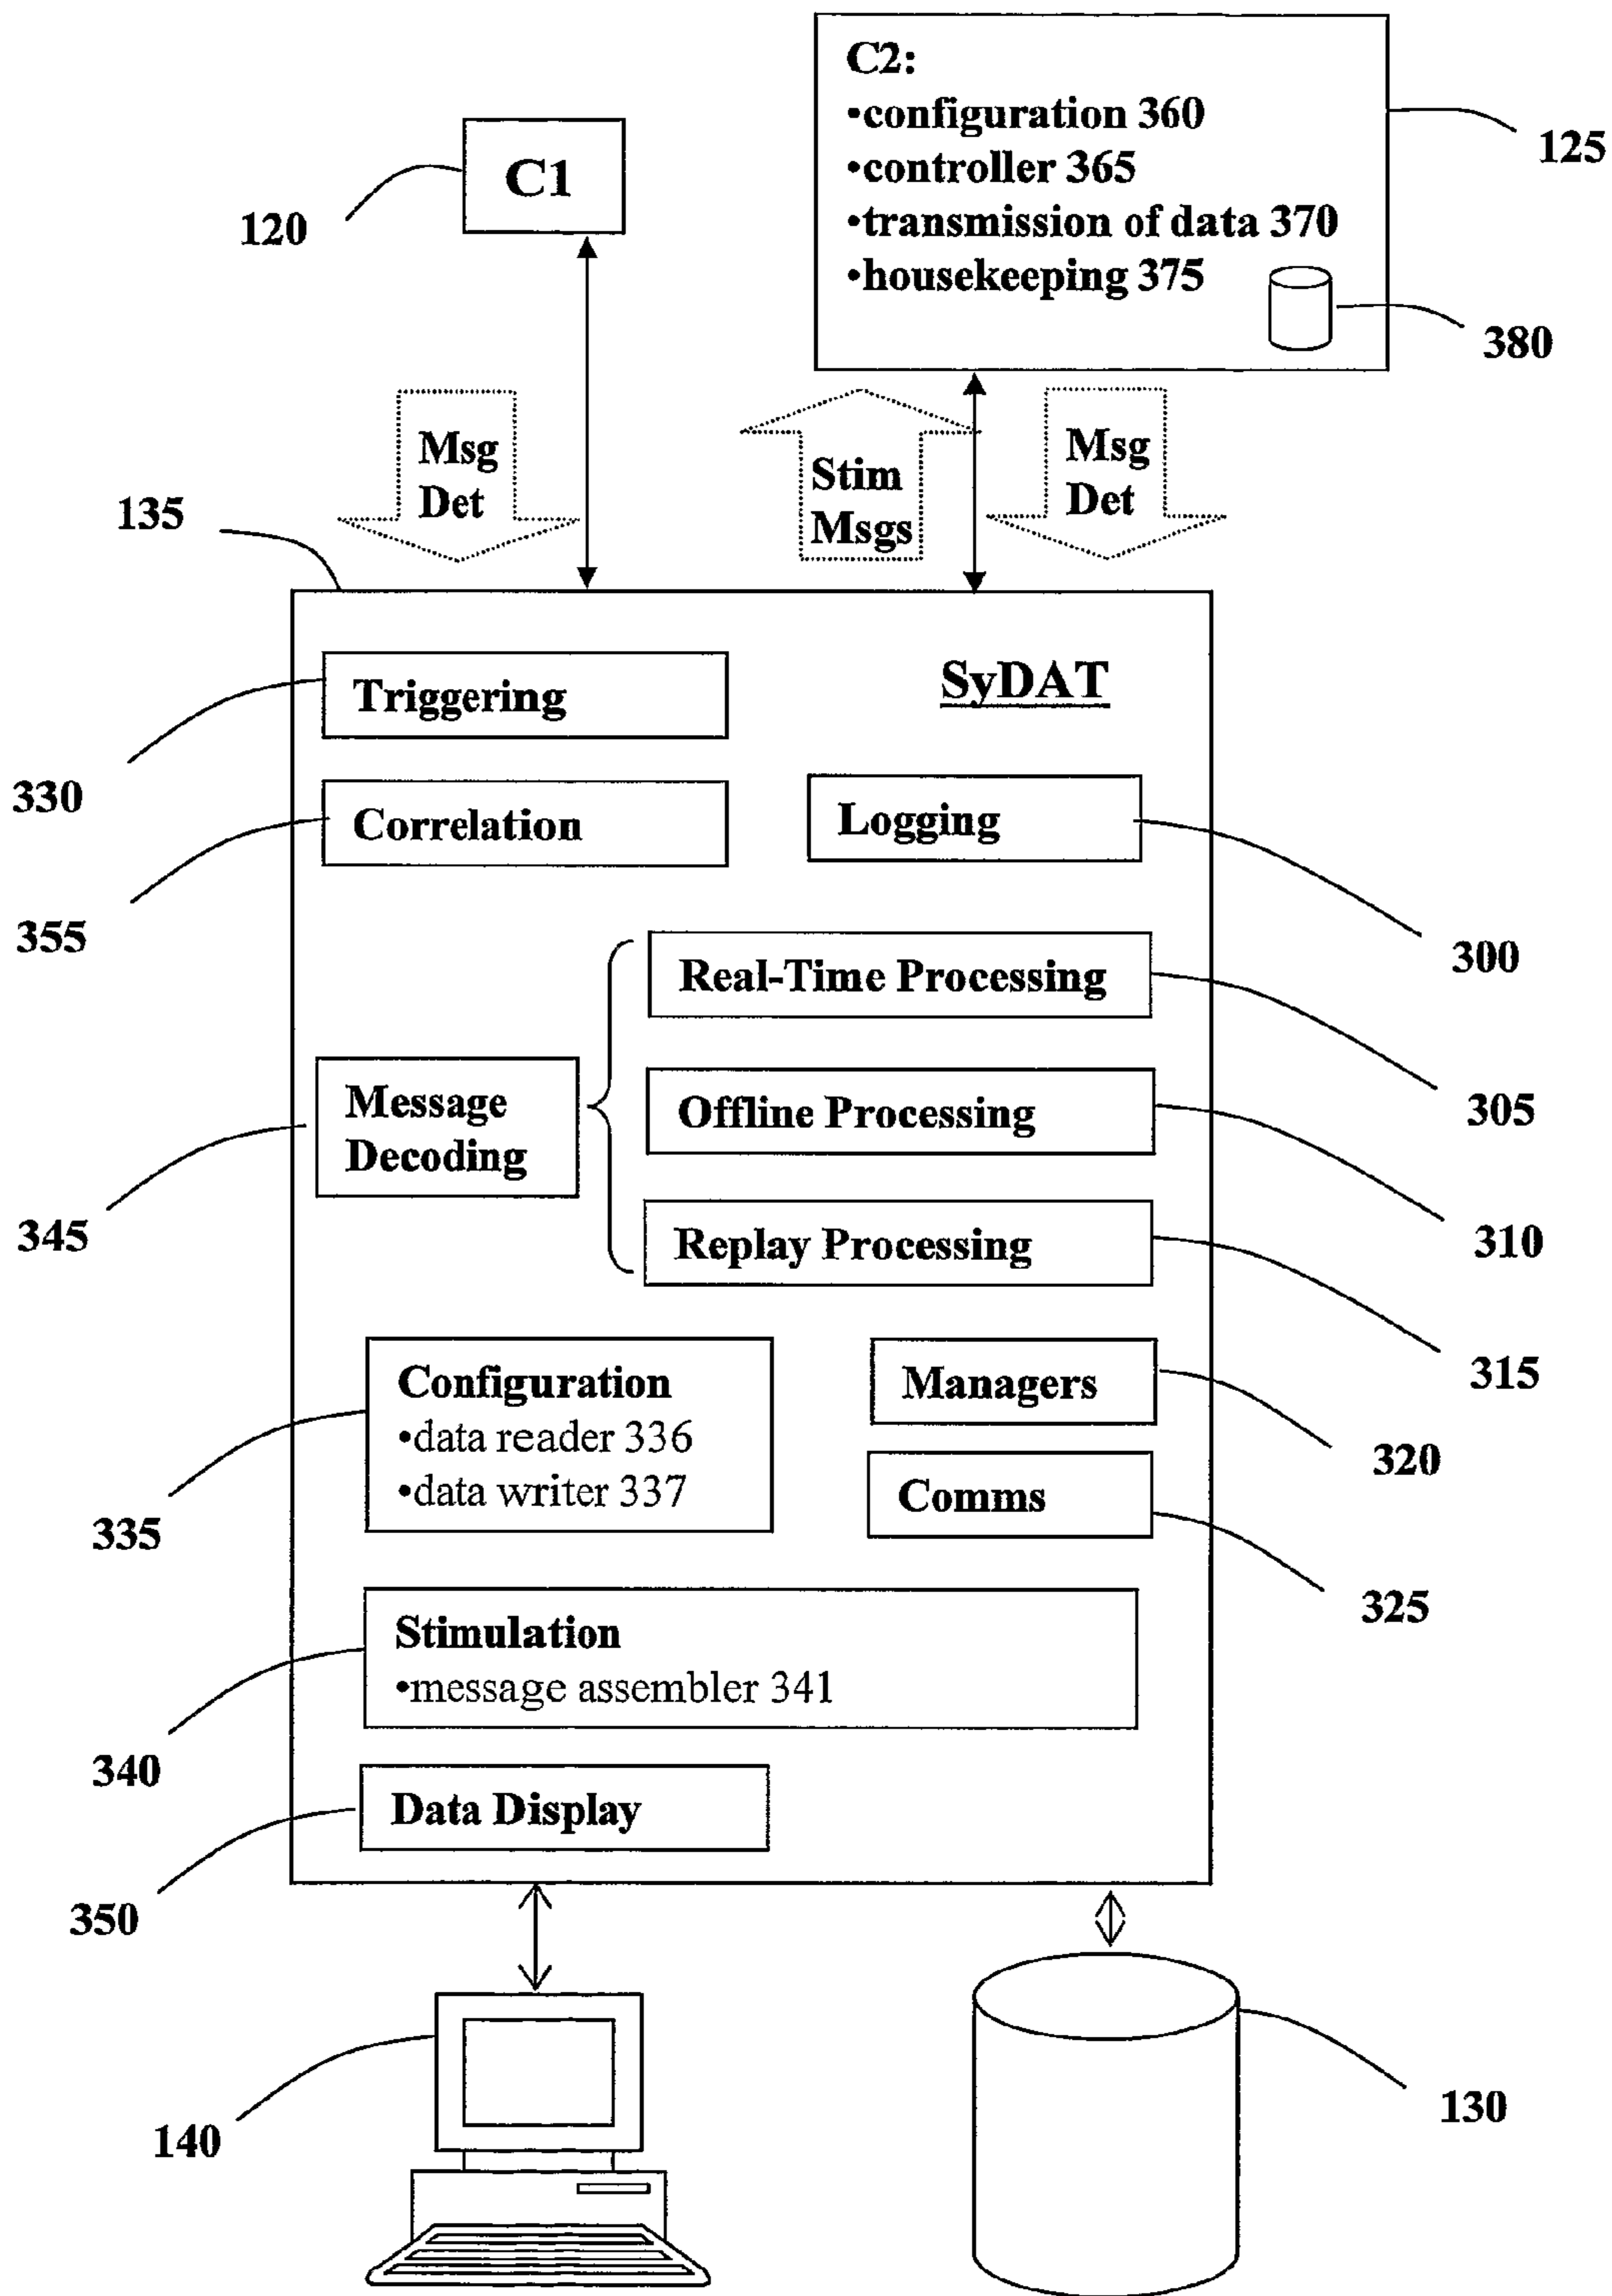 C2:
•configuration 360
•controller 365
•transmission of data 370
•housekeeping 375
125
380
C1
120
Msg
Det
Stim
Msgs
Msg
Det
135
SyDAT
Triggering
330
Correlation
355
Logging
300
Real-Time Processing
305
Message
Decoding
345
Offline Processing
310
Replay Processing
315
Configuration
•data reader 336
•data writer 337
335
Managers
320
Comms
325
Stimulation
•message assembler 341
340
Data Display
350
140
130